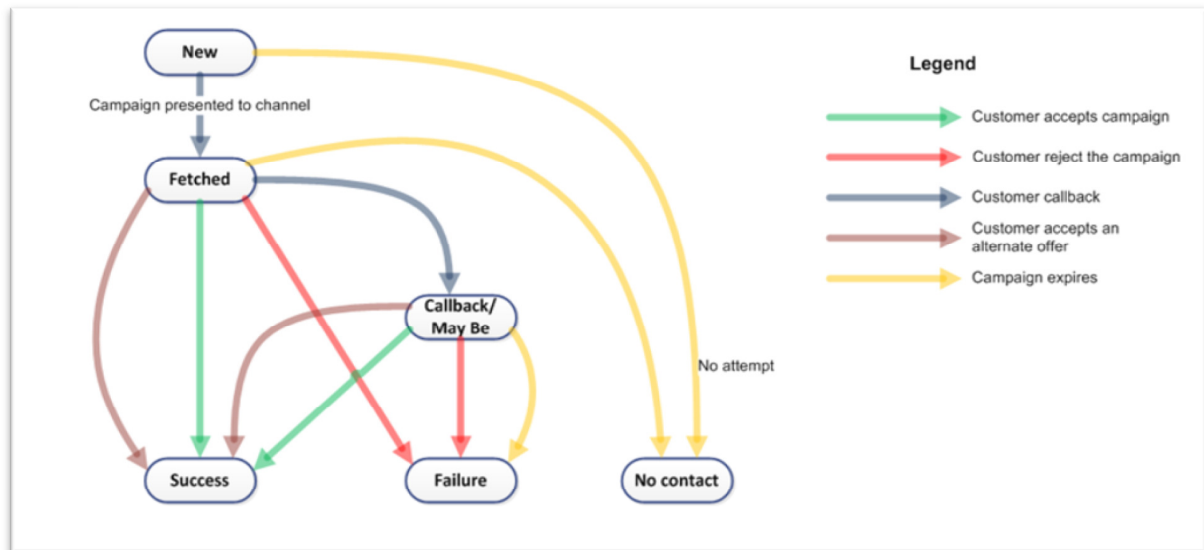 New
Campaign presented to channel
Fetched
Callback/
May Be
No attempt
Success
Failure
No contact
Legend
Customer accepts campaign
Customer reject the campaign
Customer callback
Customer accepts an
alternate offer
Campaign expires